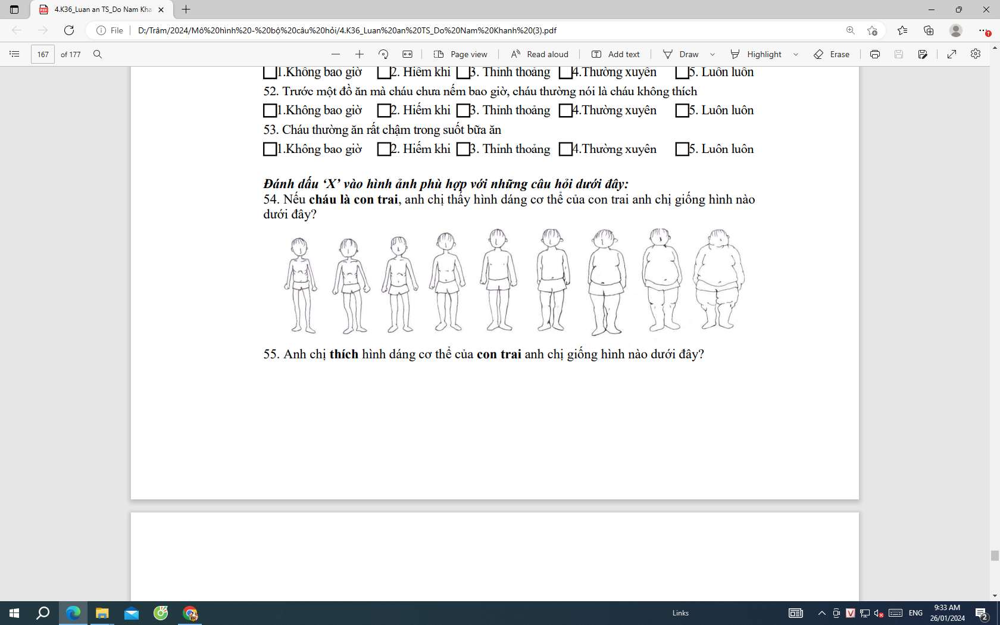 4.K36_Luan an TS_Do Nam Kha
File
D:/Trâm/2024/Mô%20hình%20-%20bộ%20câu%20hỏi/4.K36_Luan%20an%20TS_Do%20Nam%20Khanh%20(3).pdf
167 of 177
Page view
Read aloud
Add text
Draw
Highlight
Erase
1.Không bao giờ 2. Hiếm khi 3. Thỉnh thoảng 4.Thường xuyên 5. Luôn luôn
52. Trước một đồ ăn mà cháu chưa nếm bao giờ, cháu thường nói là cháu không thích
1.Không bao giờ 2. Hiếm khi 3. Thỉnh thoảng 4.Thường xuyên 5. Luôn luôn
53. Cháu thường ăn rất chậm trong suốt bữa ăn
1.Không bao giờ 2. Hiếm khi 3. Thỉnh thoảng 4.Thường xuyên 5. Luôn luôn
Đánh dấu ‘X’ vào hình ảnh phù hợp với những câu hỏi dưới đây:
54. Nếu cháu là con trai, anh chị thấy hình dáng cơ thể của con trai anh chị giống hình nào
dưới đây?
55. Anh chị thích hình dáng cơ thể của con trai anh chị giống hình nào dưới đây?
Links
ENG
9:33 AM
26/01/2024
2